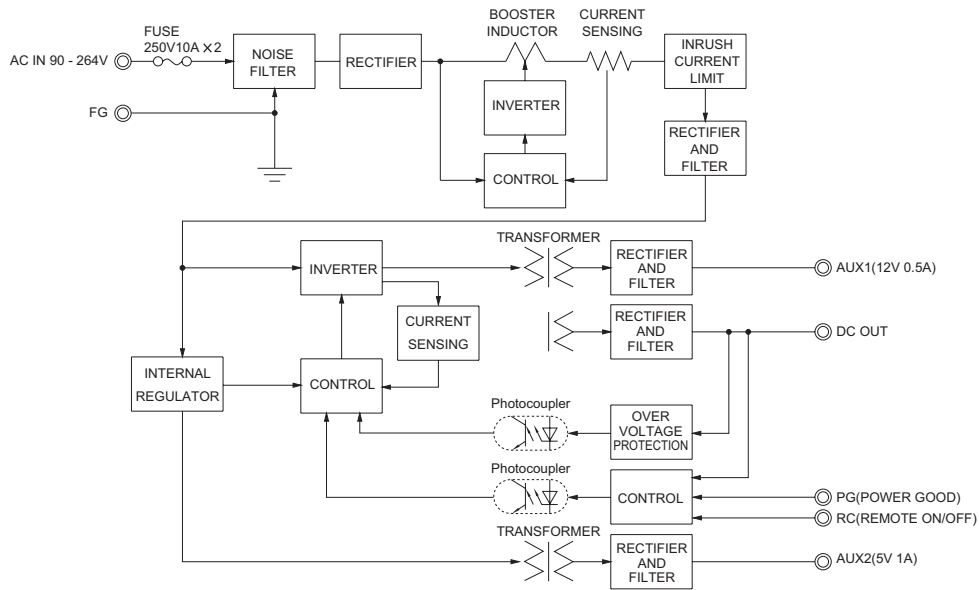 FUSE
250V10A ×2
BOOSTER
INDUCTOR
CURRENT
SENSING
AC IN 90 - 264V
NOISE
FILTER
RECTIFIER
INRUSH
CURRENT
LIMIT
INVERTER
FG
RECTIFIER
AND
FILTER
CONTROL
TRANSFORMER
INVERTER
RECTIFIER
AND
FILTER
AUX1(12V 0.5A)
CURRENT
SENSING
RECTIFIER
AND
FILTER
DC OUT
INTERNAL
REGULATOR
CONTROL
Photocoupler
OVER
VOLTAGE
PROTECTION
Photocoupler
CONTROL
PG(POWER GOOD)
RC(REMOTE ON/OFF)
TRANSFORMER
RECTIFIER
AND
FILTER
AUX2(5V 1A)